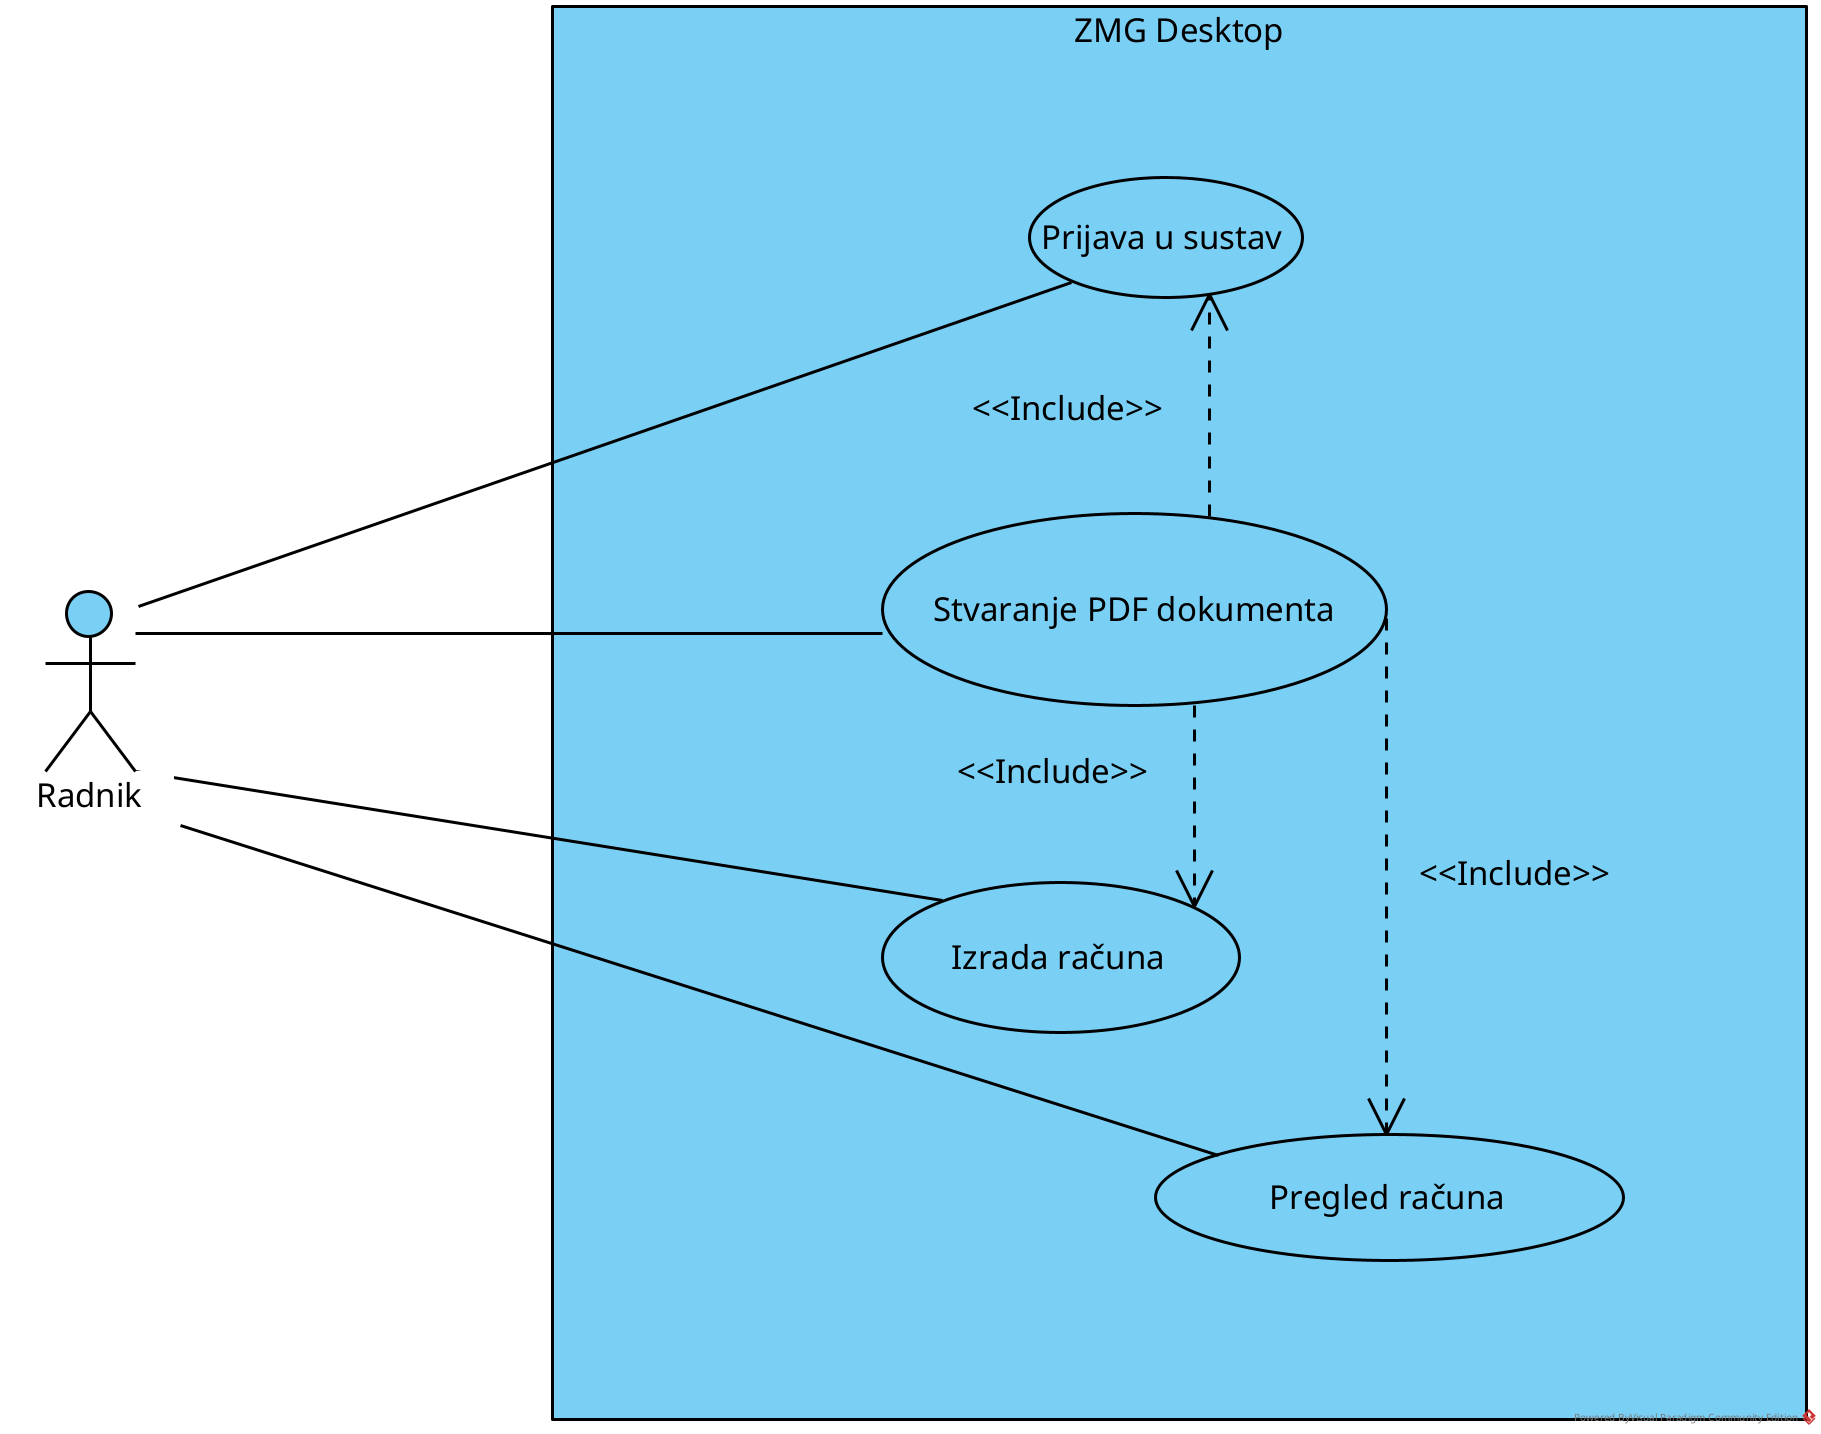 ZMG Desktop
Prijava u sustav
<<Include>>
Stvaranje PDF dokumenta
<<Include>>
Radnik
<<Include>>
Izrada računa
Pregled računa
Powered By Visual Paradigm Community Edition